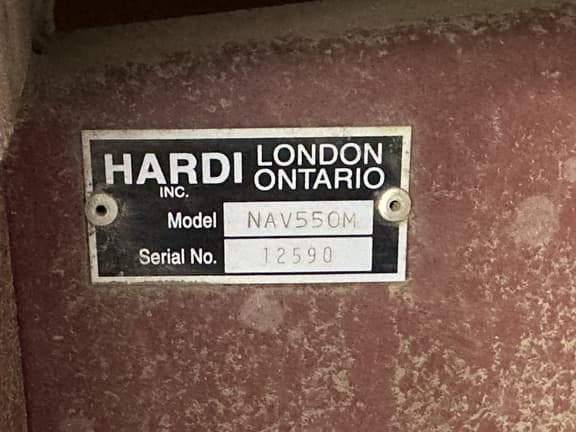 HARDI LONDON
INC. ONTARIO
Model NAV550M
Serial No. 12590